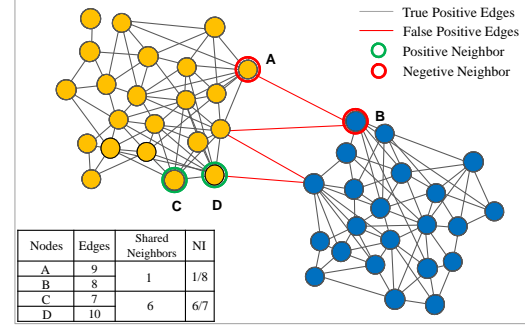 True Positive Edges
False Positive Edges
Positive Neighbor
Negetive Neighbor
A
B
C
D
Nodes Edges Shared Neighbors NI
A 9 1 1/8
B 8
C 7 6 6/7
D 10